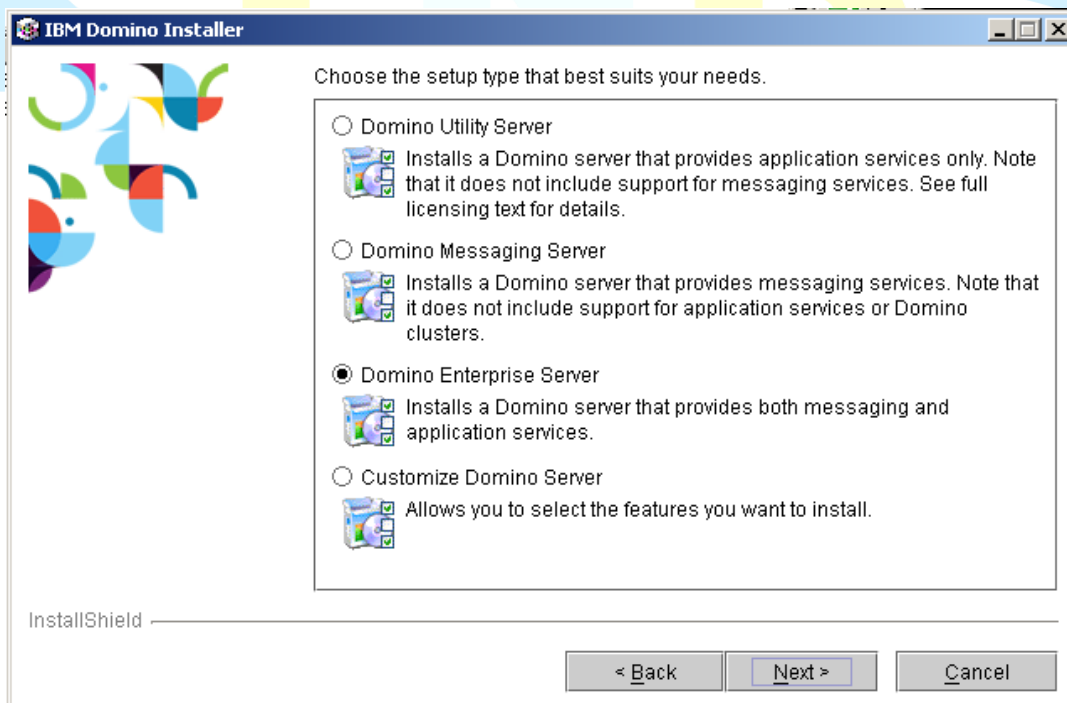 IBM Domino Installer
Choose the setup type that best suits your needs.
Domino Utility Server
Installs a Domino server that provides application services only. Note
that it does not include support for messaging services. See full
licensing text for details.
Domino Messaging Server
Installs a Domino server that provides messaging services. Note that
it does not include support for application services or Domino
clusters.
Domino Enterprise Server
Installs a Domino server that provides both messaging and
application services.
Customize Domino Server
Allows you to select the features you want to install.
InstallShield
< Back
Next >
Cancel